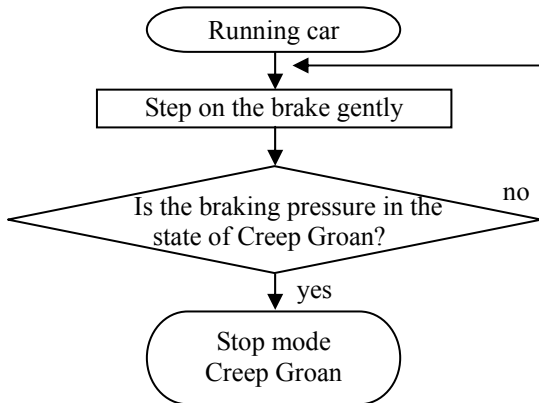 Running car
Step on the brake gently
Is the braking pressure in the
state of Creep Groan?
no
yes
Stop mode
Creep Groan